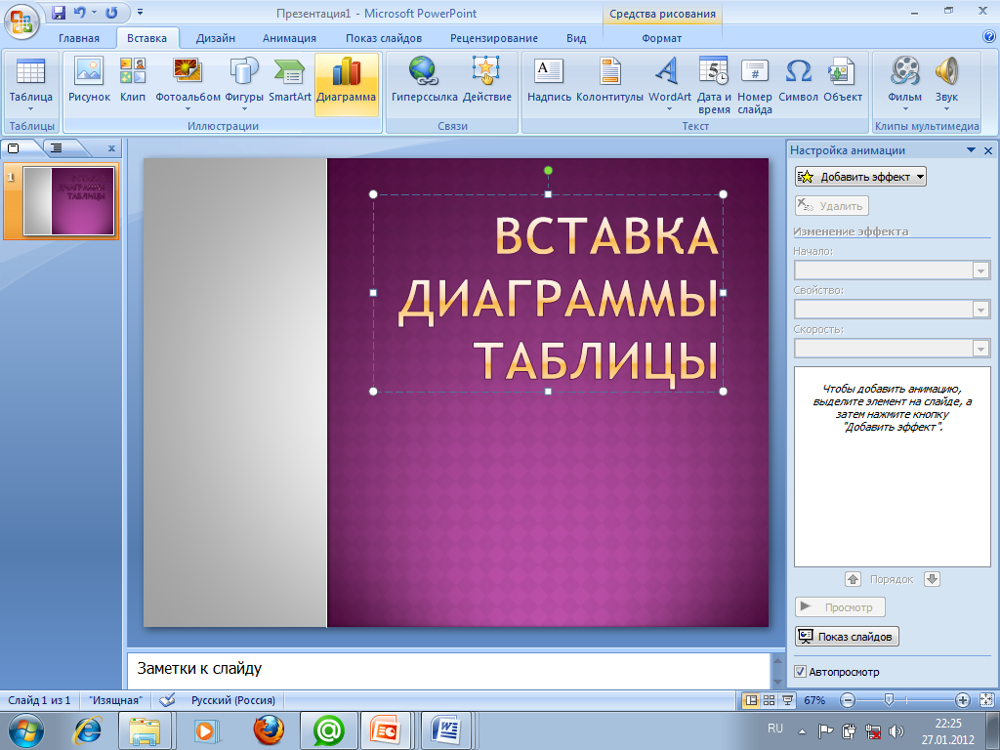 Презентация1 - Microsoft PowerPoint
Средства рисования
Главная Вставка Дизайн Анимация Показ слайдов Рецензирование Вид Формат
Таблица Рисунок Клип Фотоальбом Фигуры SmartArt Диаграмма Гиперссылка Действие Надпись Колонтитулы WordArt Дата и время Номер слайда Символ Объект Фильм Звук
Таблицы Иллюстрации Связи Текст Клипы мультимедиа
1
ВСТАВКА
ДИАГРАММЫ
ТАБЛИЦЫ
ВСТАВКА
ДИАГРАММЫ
ТАБЛИЦЫ
Заметки к слайду
Настройка анимации
Добавить эффект
Удалить
Изменение эффекта
Начало:
Свойство:
Скорость:
Чтобы добавить анимацию,
выделите элемент на слайде, а
затем нажмите кнопку
"Добавить эффект".
Порядок
Просмотр
Показ слайдов
Автопросмотр
Слайд 1 из 1 "Изящная" Русский (Россия) 67%
RU 22:25
27.01.2012